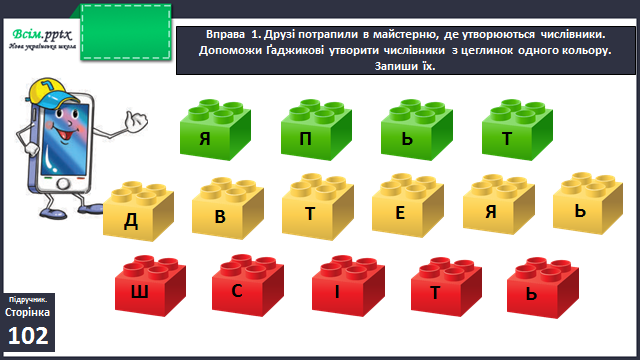 Всім.pptx
Нова українська школа
Вправа 1. Друзі потрапили в майстерню, де утворюються числівники.
Допоможи Ґаджикові утворити числівники з цеглинок одного кольору.
Запиши їх.
Я П Ь Т
Д В Т Е Я Ь
Ш С І Т Ь
Підручник.
Сторінка
102